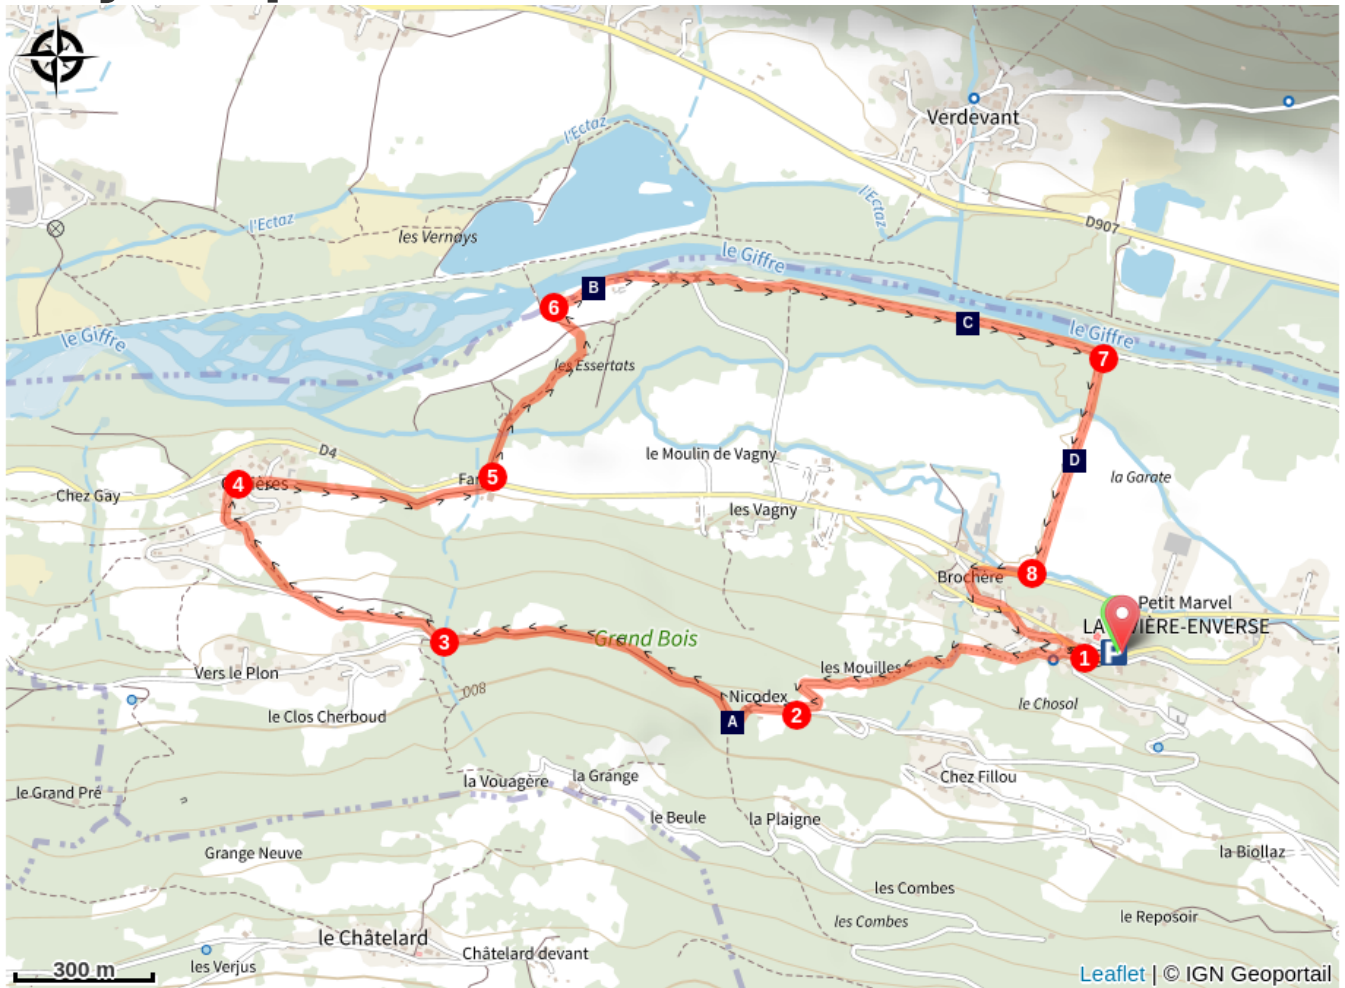 l'Ectaz
Verdevant
l'Ectaz
l'Ectaz
D907
les Vernays
le Giffre
B
6
C
le Giffre
le Giffre
7
les Essertats
D4
le Moulin de Vagny
D
la Garate
5
4
Chez Gay
les Vagny
Brochère
8
Petit Marvel
Grand Bois
3
1
P
Vers le Plon
les Mouilles
Nicodex
le Chosal
le Clos Cherboud
A
2
la Vouagère
la Grange
Chez Fillou
le Grand Pré
le Beule
la Plaigne
Grange Neuve
la Biollaz
les Combes
les Combes
le Reposoir
le Châtelard
Châtelard devant
les Verjus
300 m
Leaflet | © IGN Geoportail